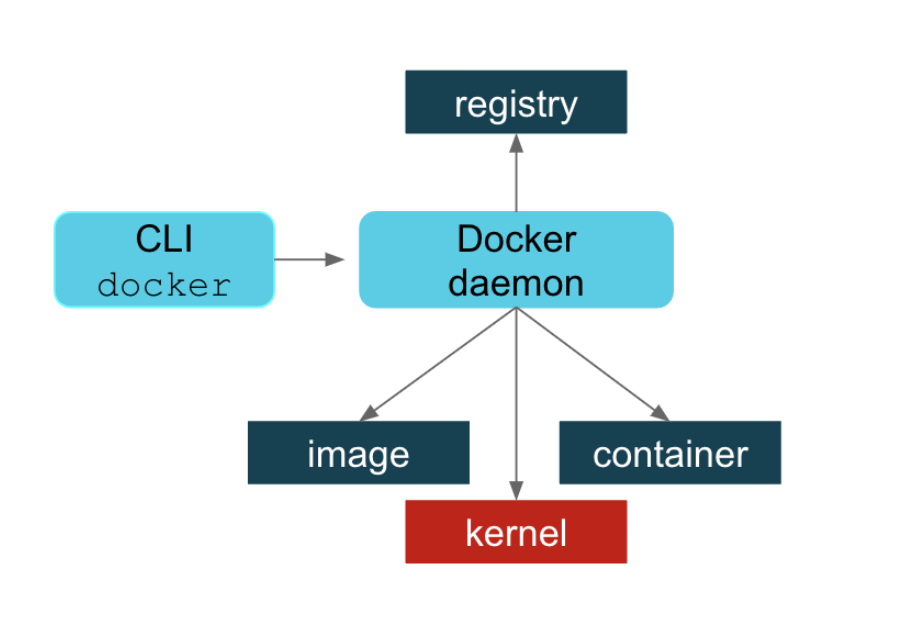 registry
CLI
docker
Docker
daemon
image
container
kernel